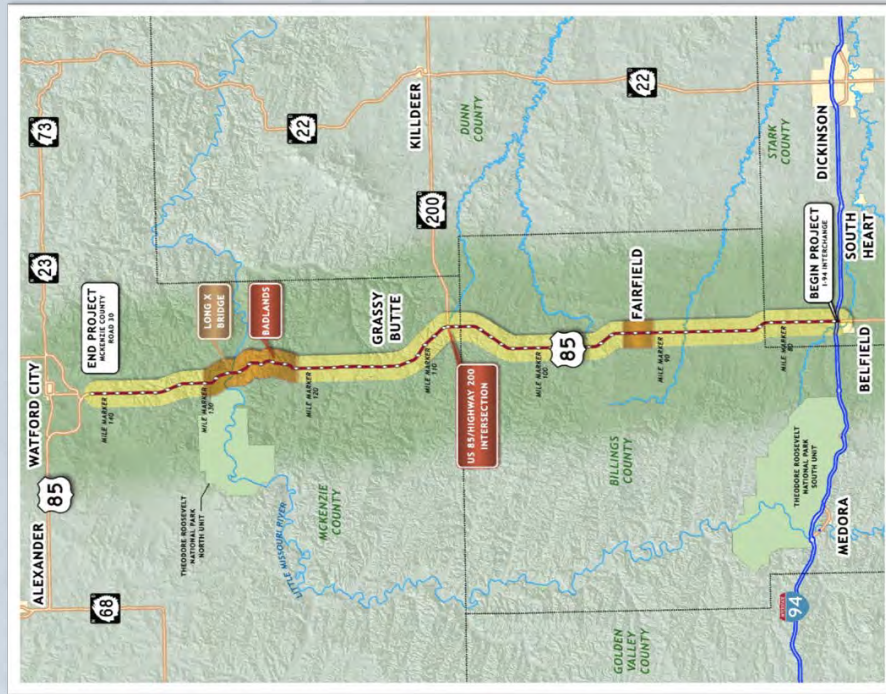 ALEXANDER
WATFORD CITY
85
23
73
68
END PROJECT
MCKENZIE COUNTY
ROAD 30
MILE MARKER
140
LONG X
BRIDGE
MILE MARKER
130
BADLANDS
THEODORE ROOSEVELT
NATIONAL PARK
NORTH UNIT
MILE MARKER
120
22
KILLDEER
LITTLE MISSOURI RIVER
MCKENZIE
COUNTY
GRASSY
BUTTE
MILE MARKER
110
200
DUNN
COUNTY
US 85/HIGHWAY 200
INTERSECTION
MILE MARKER
100
85
22
FAIRFIELD
BILLINGS
COUNTY
MILE MARKER
90
GOLDEN
VALLEY
COUNTY
STARK
COUNTY
THEODORE ROOSEVELT
NATIONAL PARK
SOUTH UNIT
MILE MARKER
80
BEGIN PROJECT
I-94 INTERCHANGE
94
MEDORA
BELFIELD
SOUTH
HEART
DICKINSON